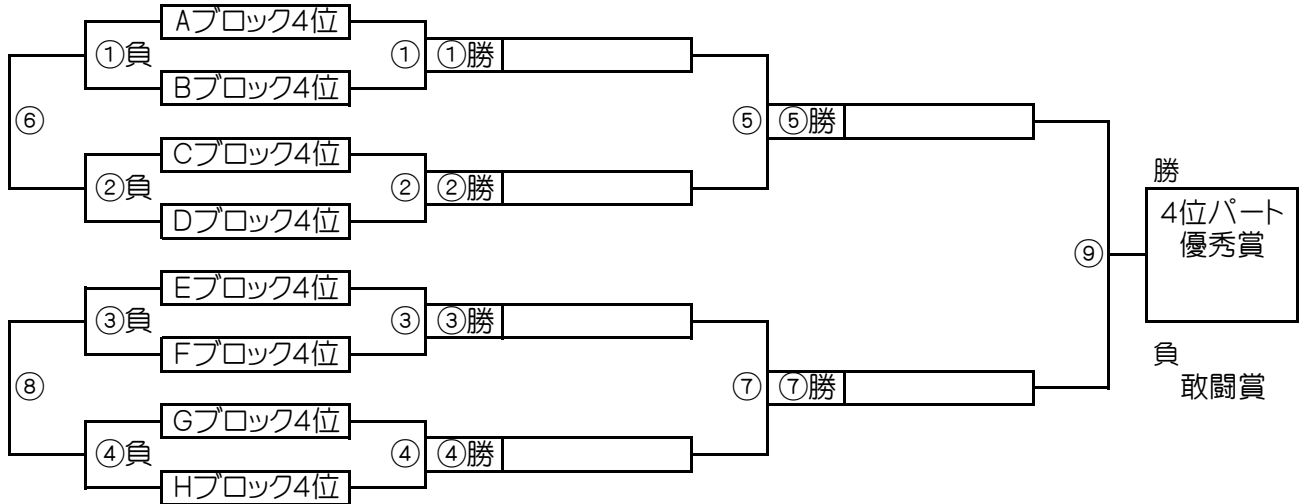 Aブロック4位
①負 ① ①勝
Bブロック4位
⑥ ⑤ ⑤勝
Cブロック4位
②負 ② ②勝
Dブロック4位
勝
4位パート
優秀賞
⑨
Eブロック4位
③負 ③ ③勝
Fブロック4位
⑧ ⑦ ⑦勝
Gブロック4位
④負 ④ ④勝
Hブロック4位
負
敢闘賞